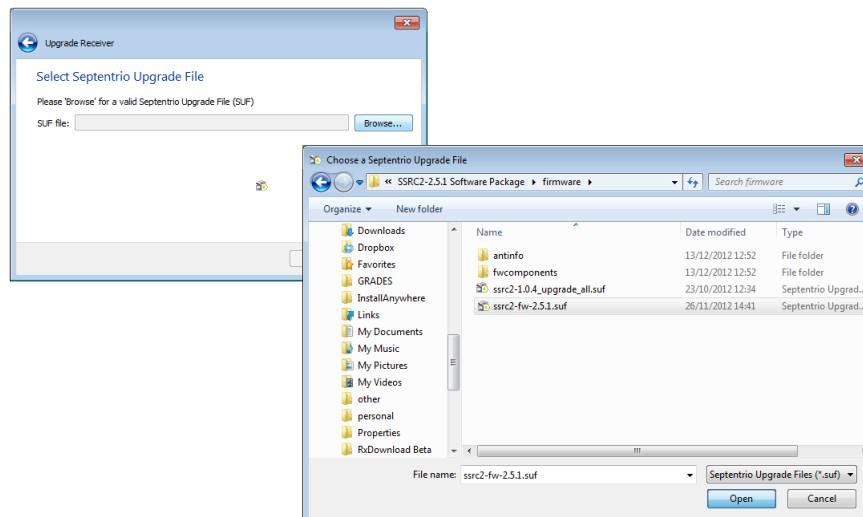 Upgrade Receiver
Select Septentrio Upgrade File
Please 'Browse' for a valid Septentrio Upgrade File (SUF)
SUF file:
Browse...
Choose a Septentrio Upgrade File
« SSRC2-2.5.1 Software Package firmware
Search firmware
Organize
New folder
Name Date modified Type
Downloads
Dropbox
Favorites
GRADES
InstallAnywhere
Links
My Documents
My Music
My Pictures
My Videos
other
personal
Properties
RxDownload Beta
antinfo 13/12/2012 12:52 File folder
fwcomponents 13/12/2012 12:52 File folder
ssrc2-1.0.4_upgrade_all.suf 23/10/2012 12:34 Septentrio Upgrad...
ssrc2-fw-2.5.1.suf 26/11/2012 14:41 Septentrio Upgrad...
File name: ssrc2-fw-2.5.1.suf
Septentrio Upgrade Files (*.suf)
Open
Cancel